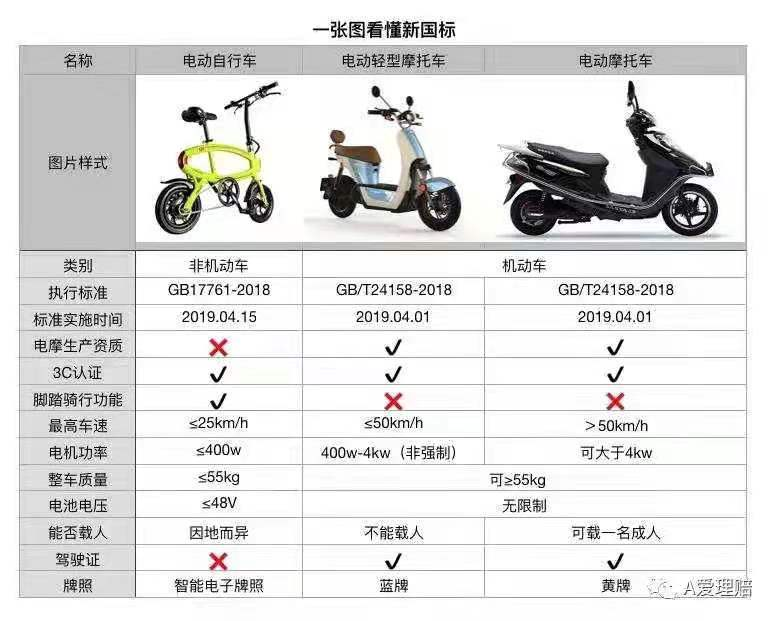 一张图看懂新国标
名称 电动自行车 电动轻型摩托车 电动摩托车
图片样式
类别 非机动车 机动车
执行标准 GB17761-2018 GB/T24158-2018 GB/T24158-2018
标准实施时间 2019.04.15 2019.04.01 2019.04.01
电摩生产资质 ❌ ✓ ✓
3C认证 ✓ ✓ ✓
脚踏骑行功能 ✓ ❌ ❌
最高车速 ≤25km/h ≤50km/h ＞50km/h
电机功率 ≤400w 400w-4kw（非强制） 可大于4kw
整车质量 ≤55kg 可≥55kg
电池电压 ≤48V 无限制
能否载人 因地而异 不能载人 可载一名成人
驾驶证 ❌ ✓ ✓
牌照 智能电子牌照 蓝牌 黄牌
A爱理赔